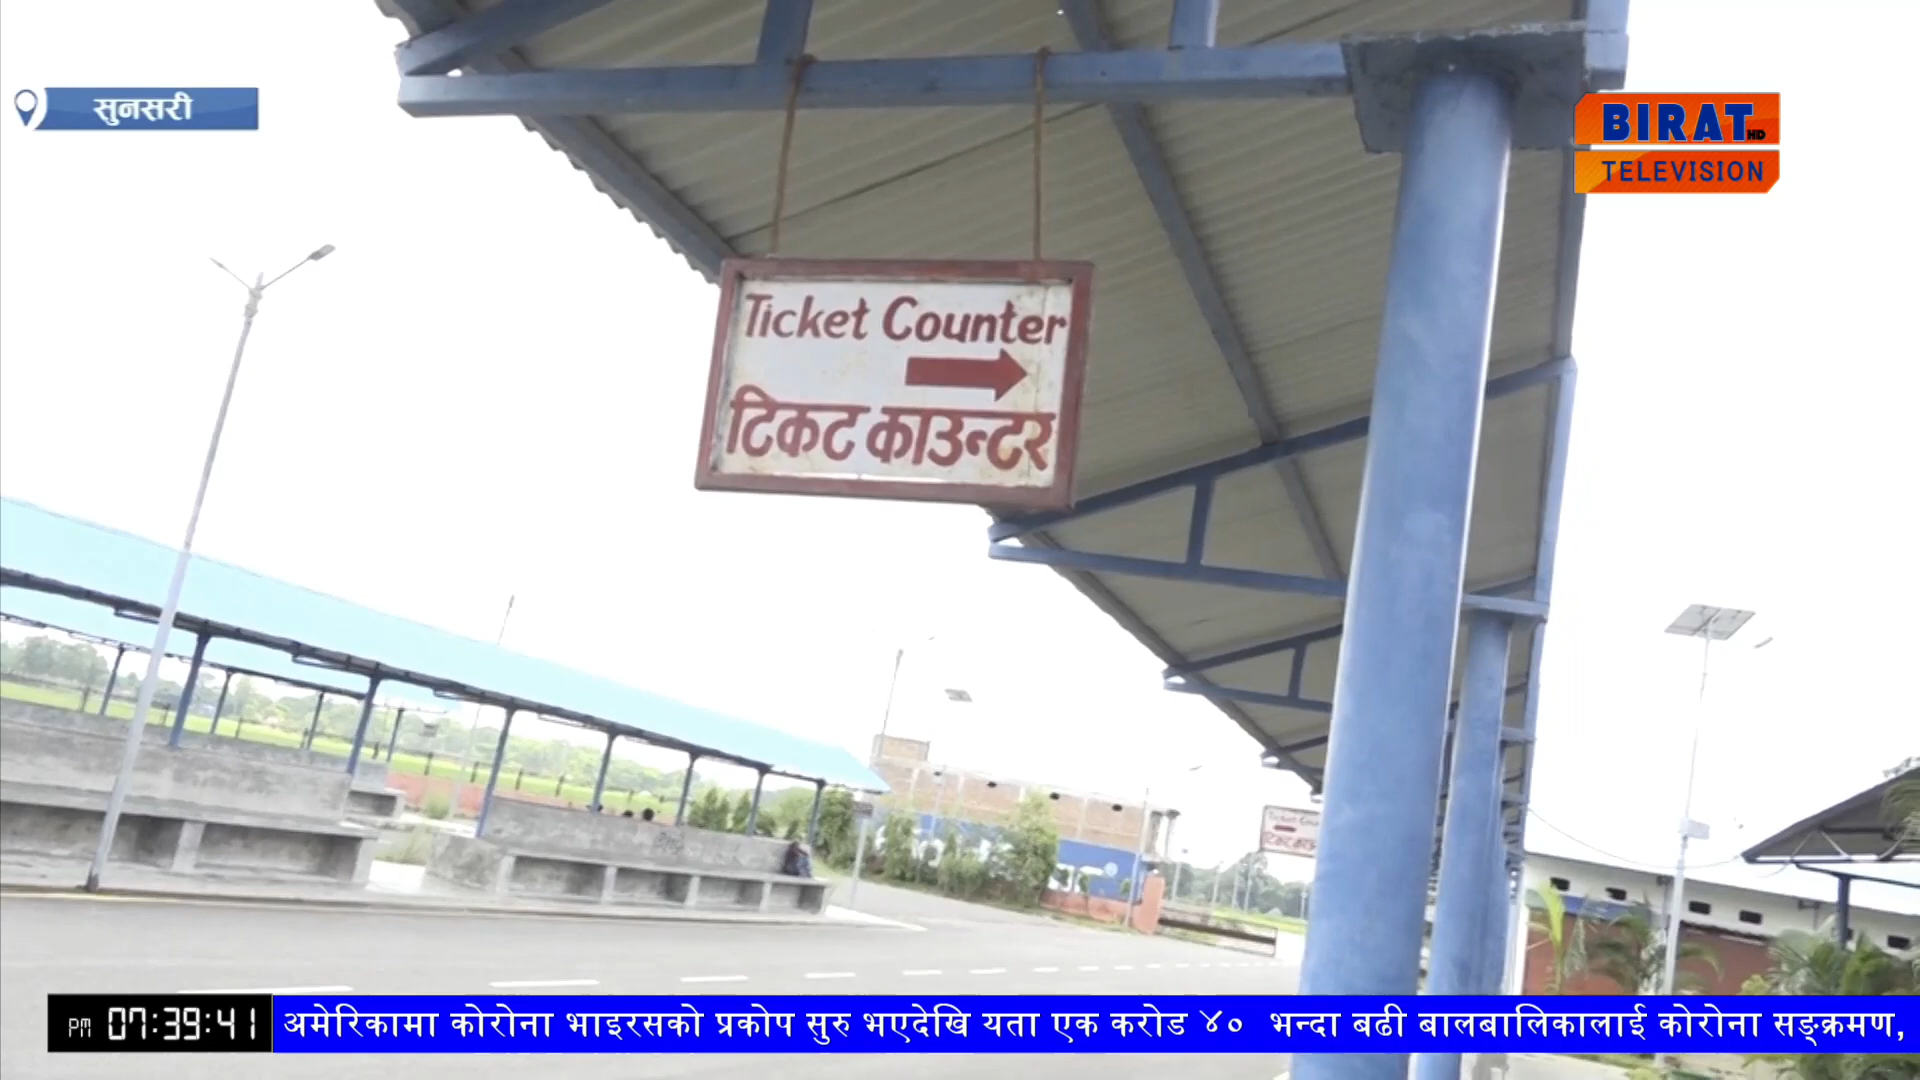 सुनसरी
BIRAT HD
TELEVISION
Ticket Counter
टिकट काउन्टर
PM 07:39:41
अमेरिकामा कोरोना भाइरसको प्रकोप सुरु भएदेखि यता एक करोड ४० भन्दा बढी बालबालिकालाई कोरोना सङ्क्रमण,